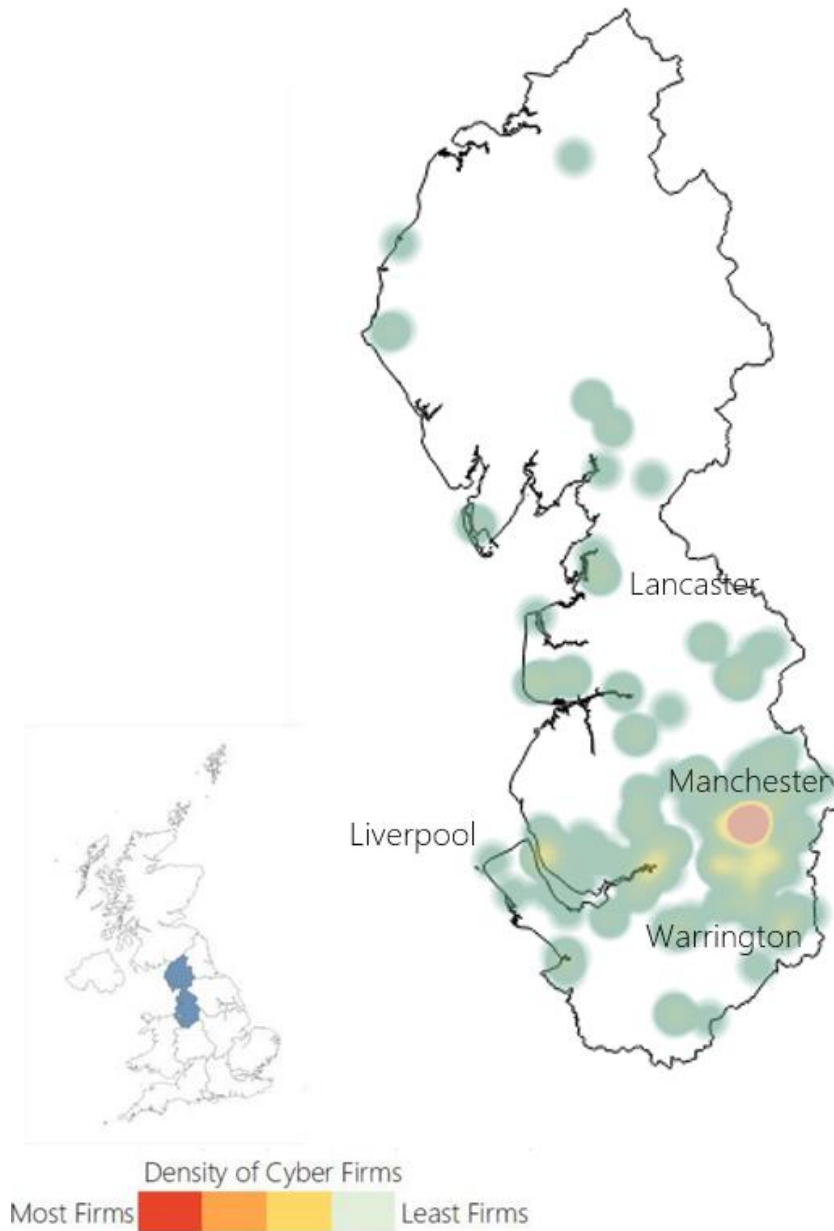 Lancaster
Manchester
Liverpool
Warrington
Density of Cyber Firms
Most Firms Least Firms